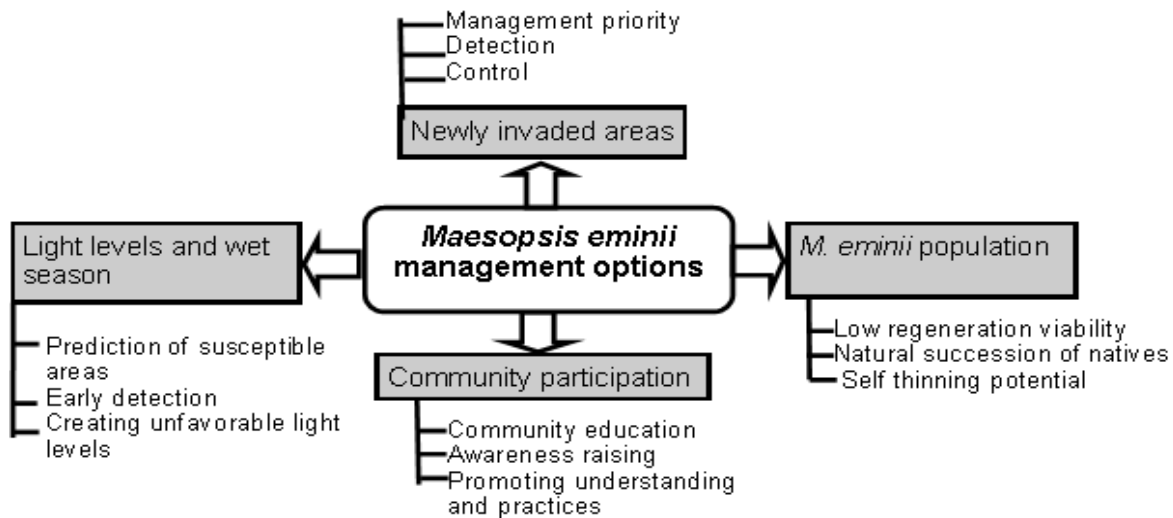 Management priority
Detection
Control
Newly invaded areas
Maesopsis eminii
management options
Light levels and wet
season
Prediction of susceptible
areas
Early detection
Creating unfavorable light
levels
M. eminii population
Low regeneration viability
Natural succession of natives
Self thinning potential
Community participation
Community education
Awareness raising
Promoting understanding
and practices